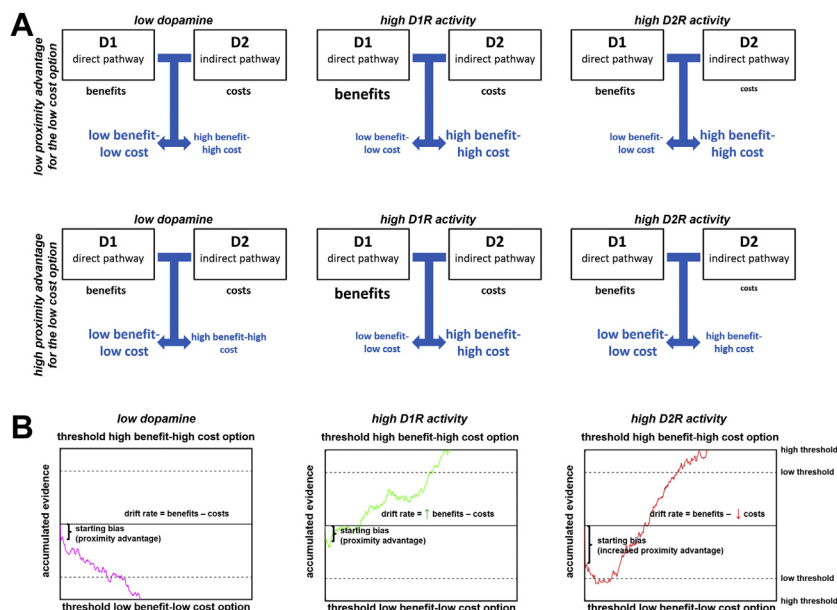 A
low proximity advantage
for the low cost option
low dopamine
D1
direct pathway
D2
indirect pathway
benefits
costs
low benefit-
low cost
high benefit-
high cost
high D1R activity
D1
direct pathway
D2
indirect pathway
benefits
costs
low benefit-
low cost
high benefit-
high cost
high D2R activity
D1
direct pathway
D2
indirect pathway
benefits
costs
low benefit-
low cost
high benefit-
high cost
high proximity advantage
for the low cost option
low dopamine
D1
direct pathway
D2
indirect pathway
benefits
costs
low benefit-
low cost
high benefit-high
cost
high D1R activity
D1
direct pathway
D2
indirect pathway
benefits
costs
low benefit-
low cost
high benefit-
high cost
high D2R activity
D1
direct pathway
D2
indirect pathway
benefits
costs
low benefit-
low cost
high benefit-
high cost
B
low dopamine
threshold high benefit-high cost option
accumulated evidence
drift rate = benefits – costs
starting bias
(proximity advantage)
threshold low benefit-low cost option
high D1R activity
threshold high benefit-high cost option
accumulated evidence
drift rate = ↑ benefits – costs
starting bias
(proximity advantage)
threshold low benefit-low cost option
high D2R activity
threshold high benefit-high cost option
accumulated evidence
drift rate = benefits – ↓ costs
starting bias
(increased proximity advantage)
threshold low benefit-low cost option
high threshold
low threshold
low threshold
high threshold